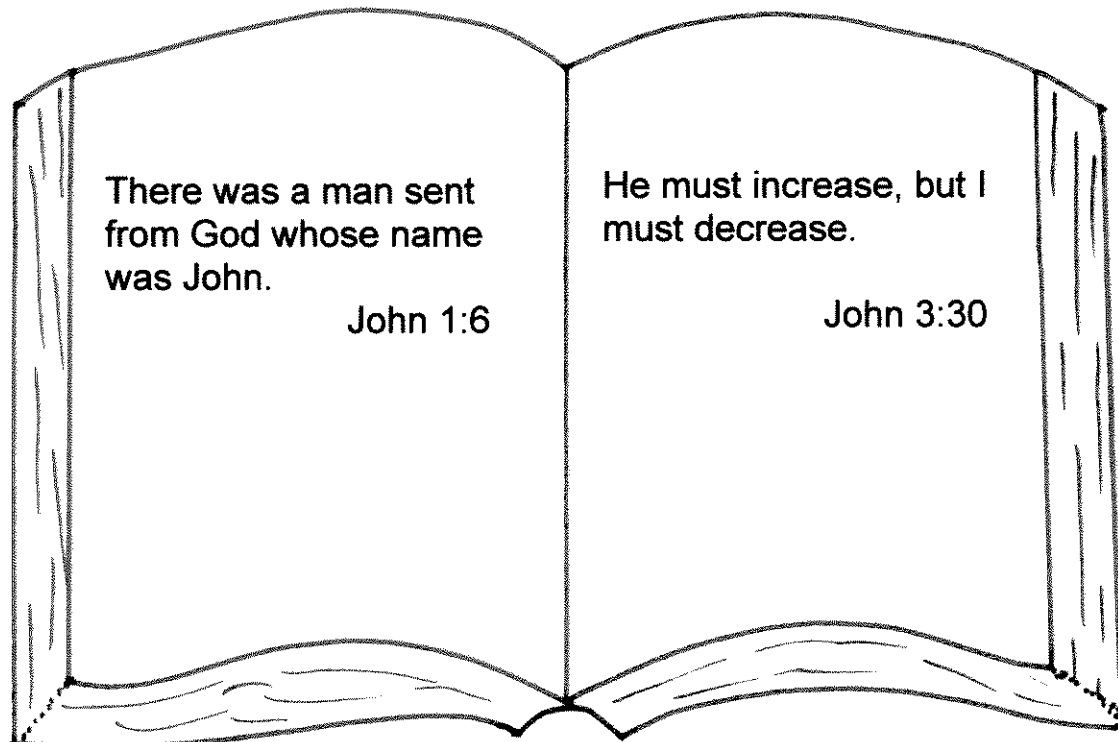 There was a man sent
from God whose name
was John.
John 1:6
He must increase, but I
must decrease.
John 3:30